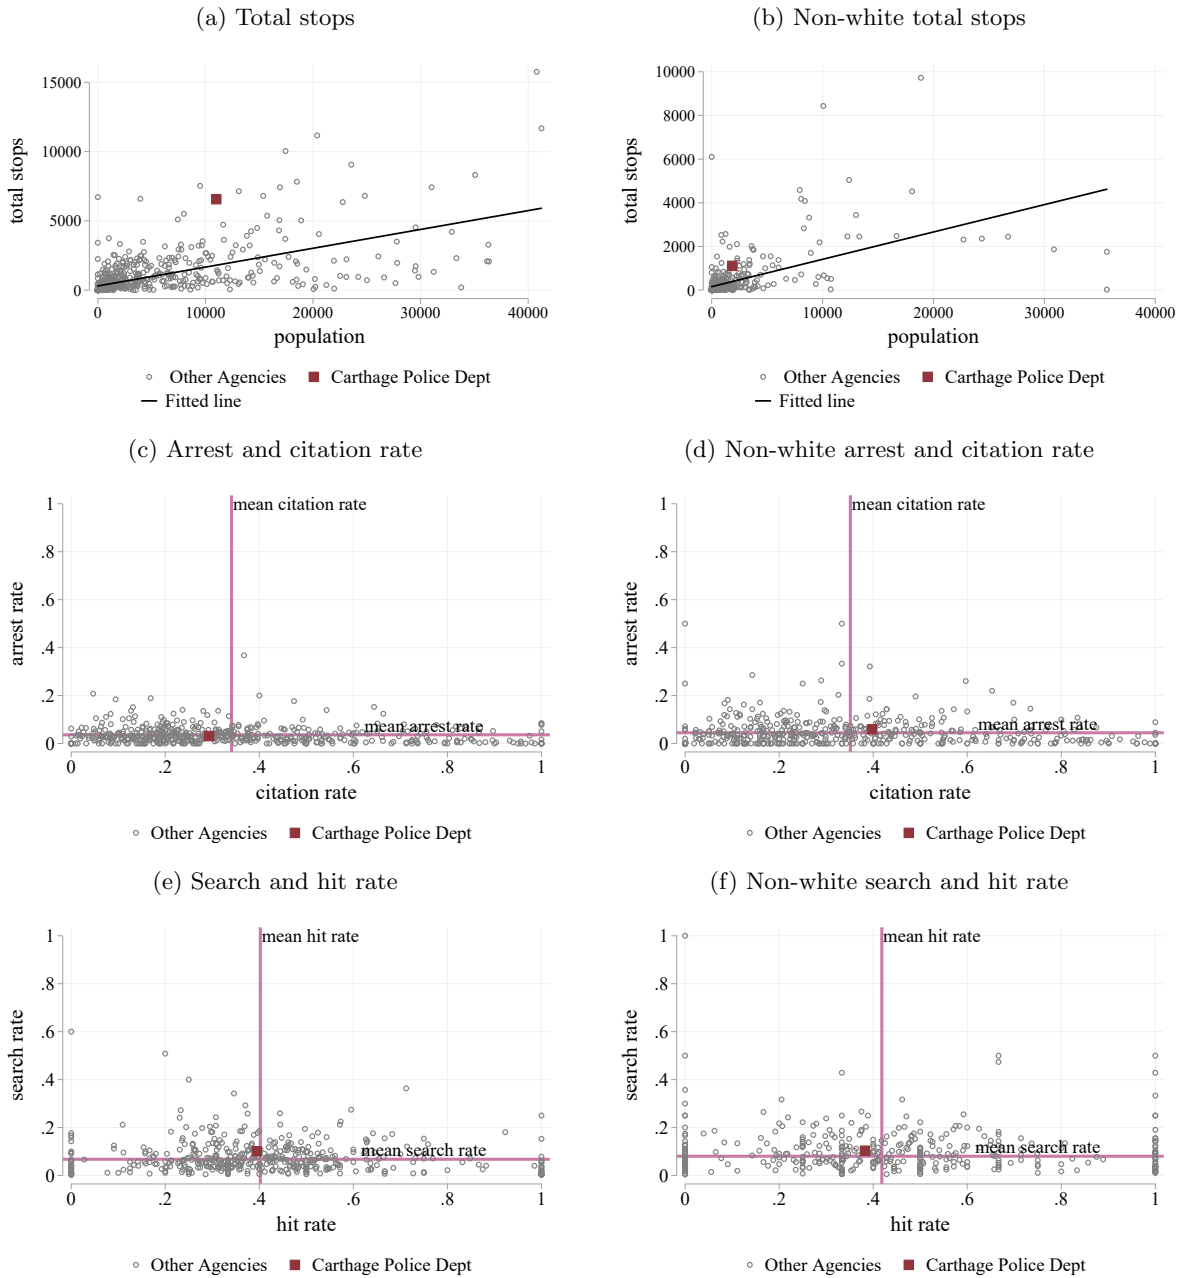 (a) Total stops
(b) Non-white total stops
15000
10000
5000
0
total stops
0 10000 20000 30000 40000
population
Other Agencies Carthage Police Dept
Fitted line
10000
8000
6000
4000
2000
0
total stops
0 10000 20000 30000 40000
population
Other Agencies Carthage Police Dept
Fitted line
(c) Arrest and citation rate
(d) Non-white arrest and citation rate
1
.8
.6
.4
.2
0
arrest rate
mean citation rate
mean arrest rate
0 .2 .4 .6 .8 1
citation rate
Other Agencies Carthage Police Dept
1
.8
.6
.4
.2
0
arrest rate
mean citation rate
mean arrest rate
0 .2 .4 .6 .8 1
citation rate
Other Agencies Carthage Police Dept
(e) Search and hit rate
(f) Non-white search and hit rate
1
.8
.6
.4
.2
0
search rate
mean hit rate
mean search rate
0 .2 .4 .6 .8 1
hit rate
Other Agencies Carthage Police Dept
1
.8
.6
.4
.2
0
search rate
mean hit rate
mean search rate
0 .2 .4 .6 .8 1
hit rate
Other Agencies Carthage Police Dept